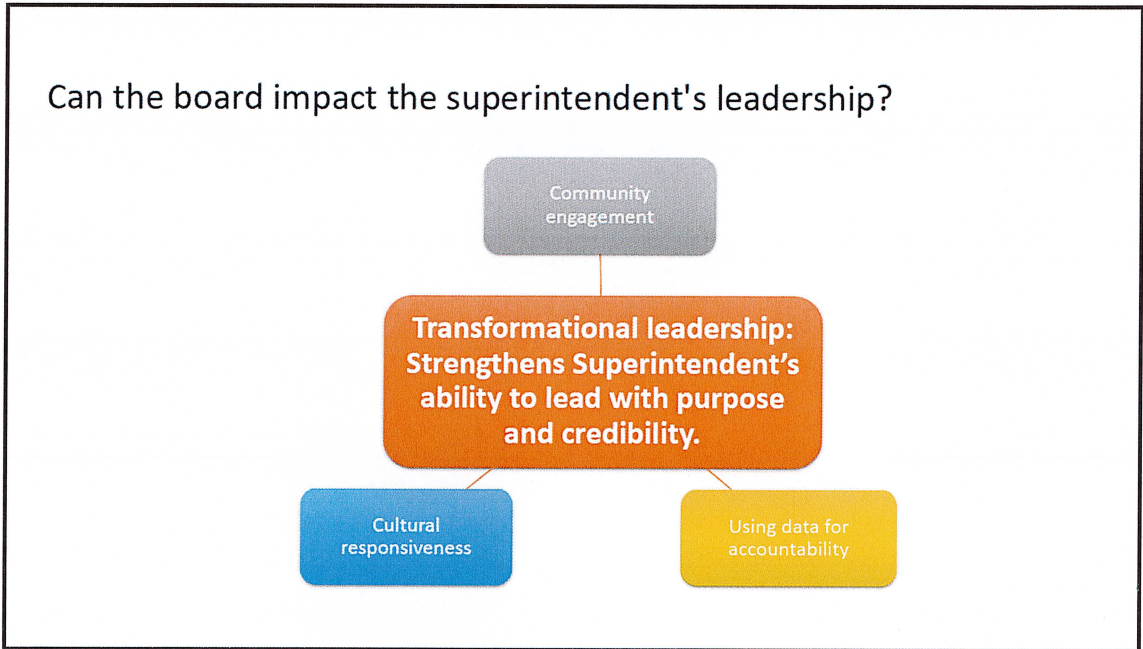 Can the board impact the superintendent's leadership?
Community
engagement
Transformational leadership:
Strengthens Superintendent’s
ability to lead with purpose
and credibility.
Cultural
responsiveness
Using data for
accountability